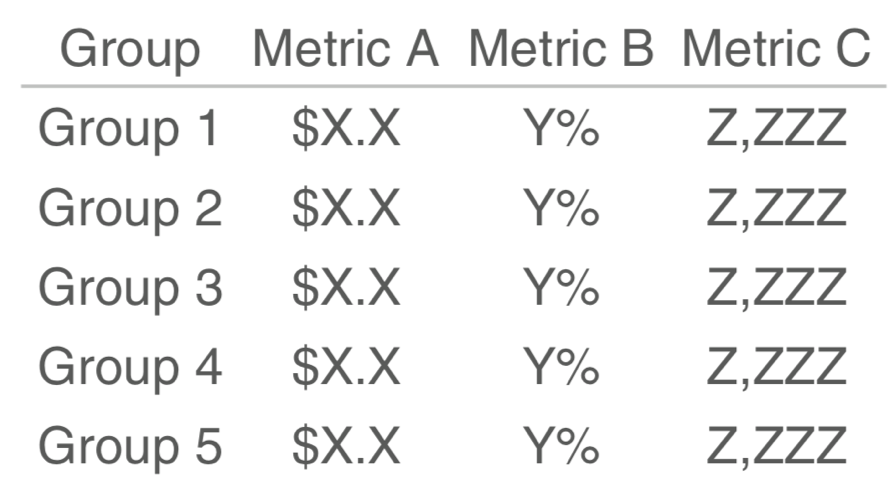 Group Metric A Metric B Metric C
Group 1 $X.X Y% Z,ZZZ
Group 2 $X.X Y% Z,ZZZ
Group 3 $X.X Y% Z,ZZZ
Group 4 $X.X Y% Z,ZZZ
Group 5 $X.X Y% Z,ZZZ